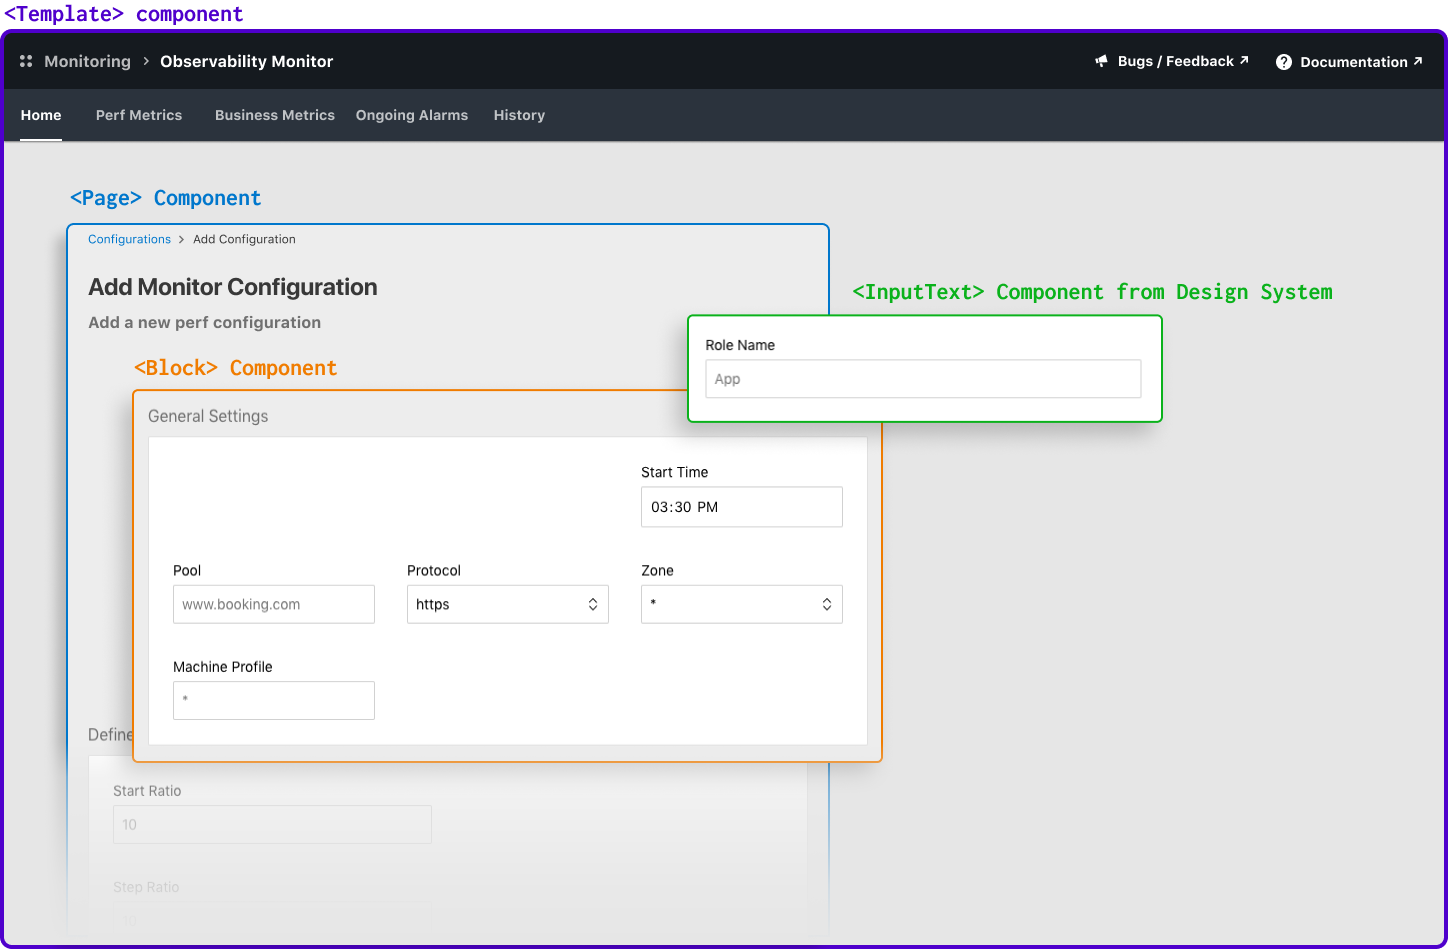 <Template> component
Monitoring > Observability Monitor
Bugs / Feedback ↗
? Documentation ↗
Home Perf Metrics Business Metrics Ongoing Alarms History
<Page> Component
Configurations > Add Configuration
Add Monitor Configuration
Add a new perf configuration
<InputText> Component from Design System
Role Name
App
<Block> Component
General Settings
Start Time
03:30 PM
Pool Protocol Zone
www.booking.com https *
Machine Profile
*
Define
Start Ratio
10
Step Ratio
10